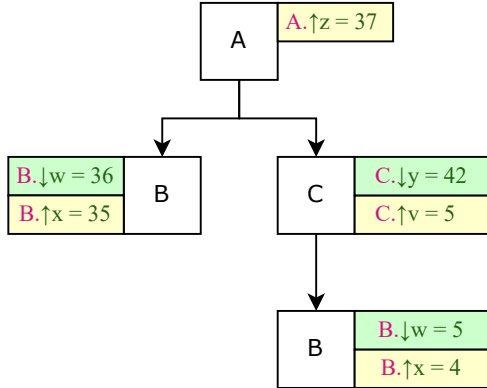 A
A.↑z = 37
B.↓w = 36
B.↑x = 35
B
C
C.↓y = 42
C.↑v = 5
B
B.↓w = 5
B.↑x = 4